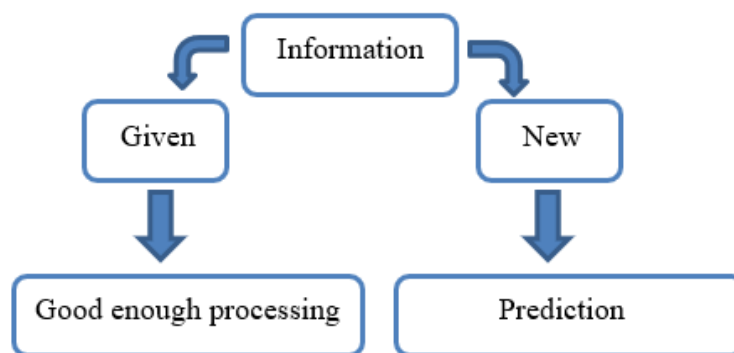 Information
Given
New
Good enough processing
Prediction